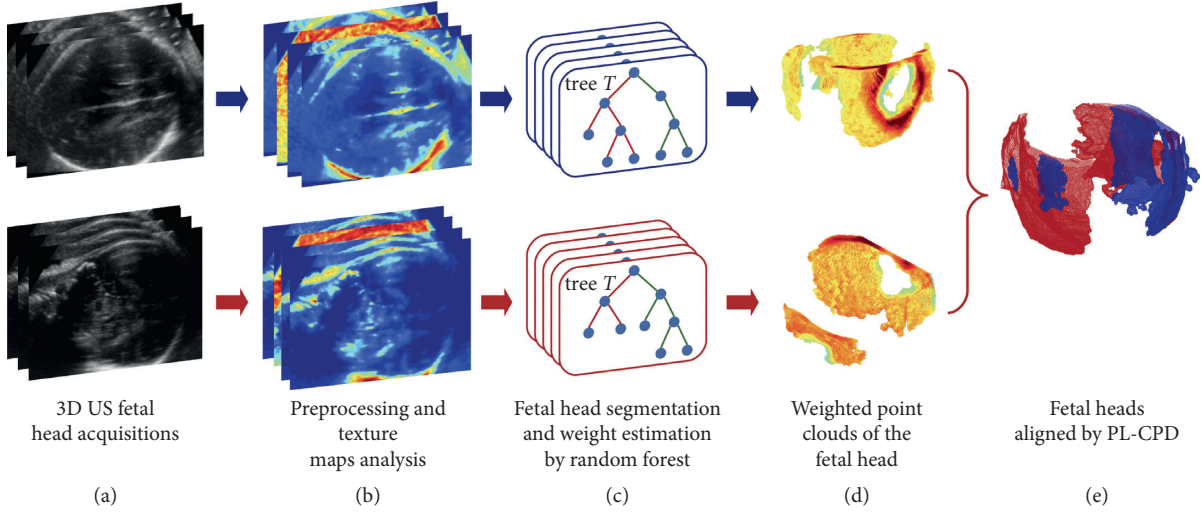 tree T
tree T
3D US fetal
head acquisitions
Preprocessing and
texture
maps analysis
Fetal head segmentation
and weight estimation
by random forest
Weighted point
clouds of the
fetal head
Fetal heads
aligned by PL-CPD
(a)
(b)
(c)
(d)
(e)